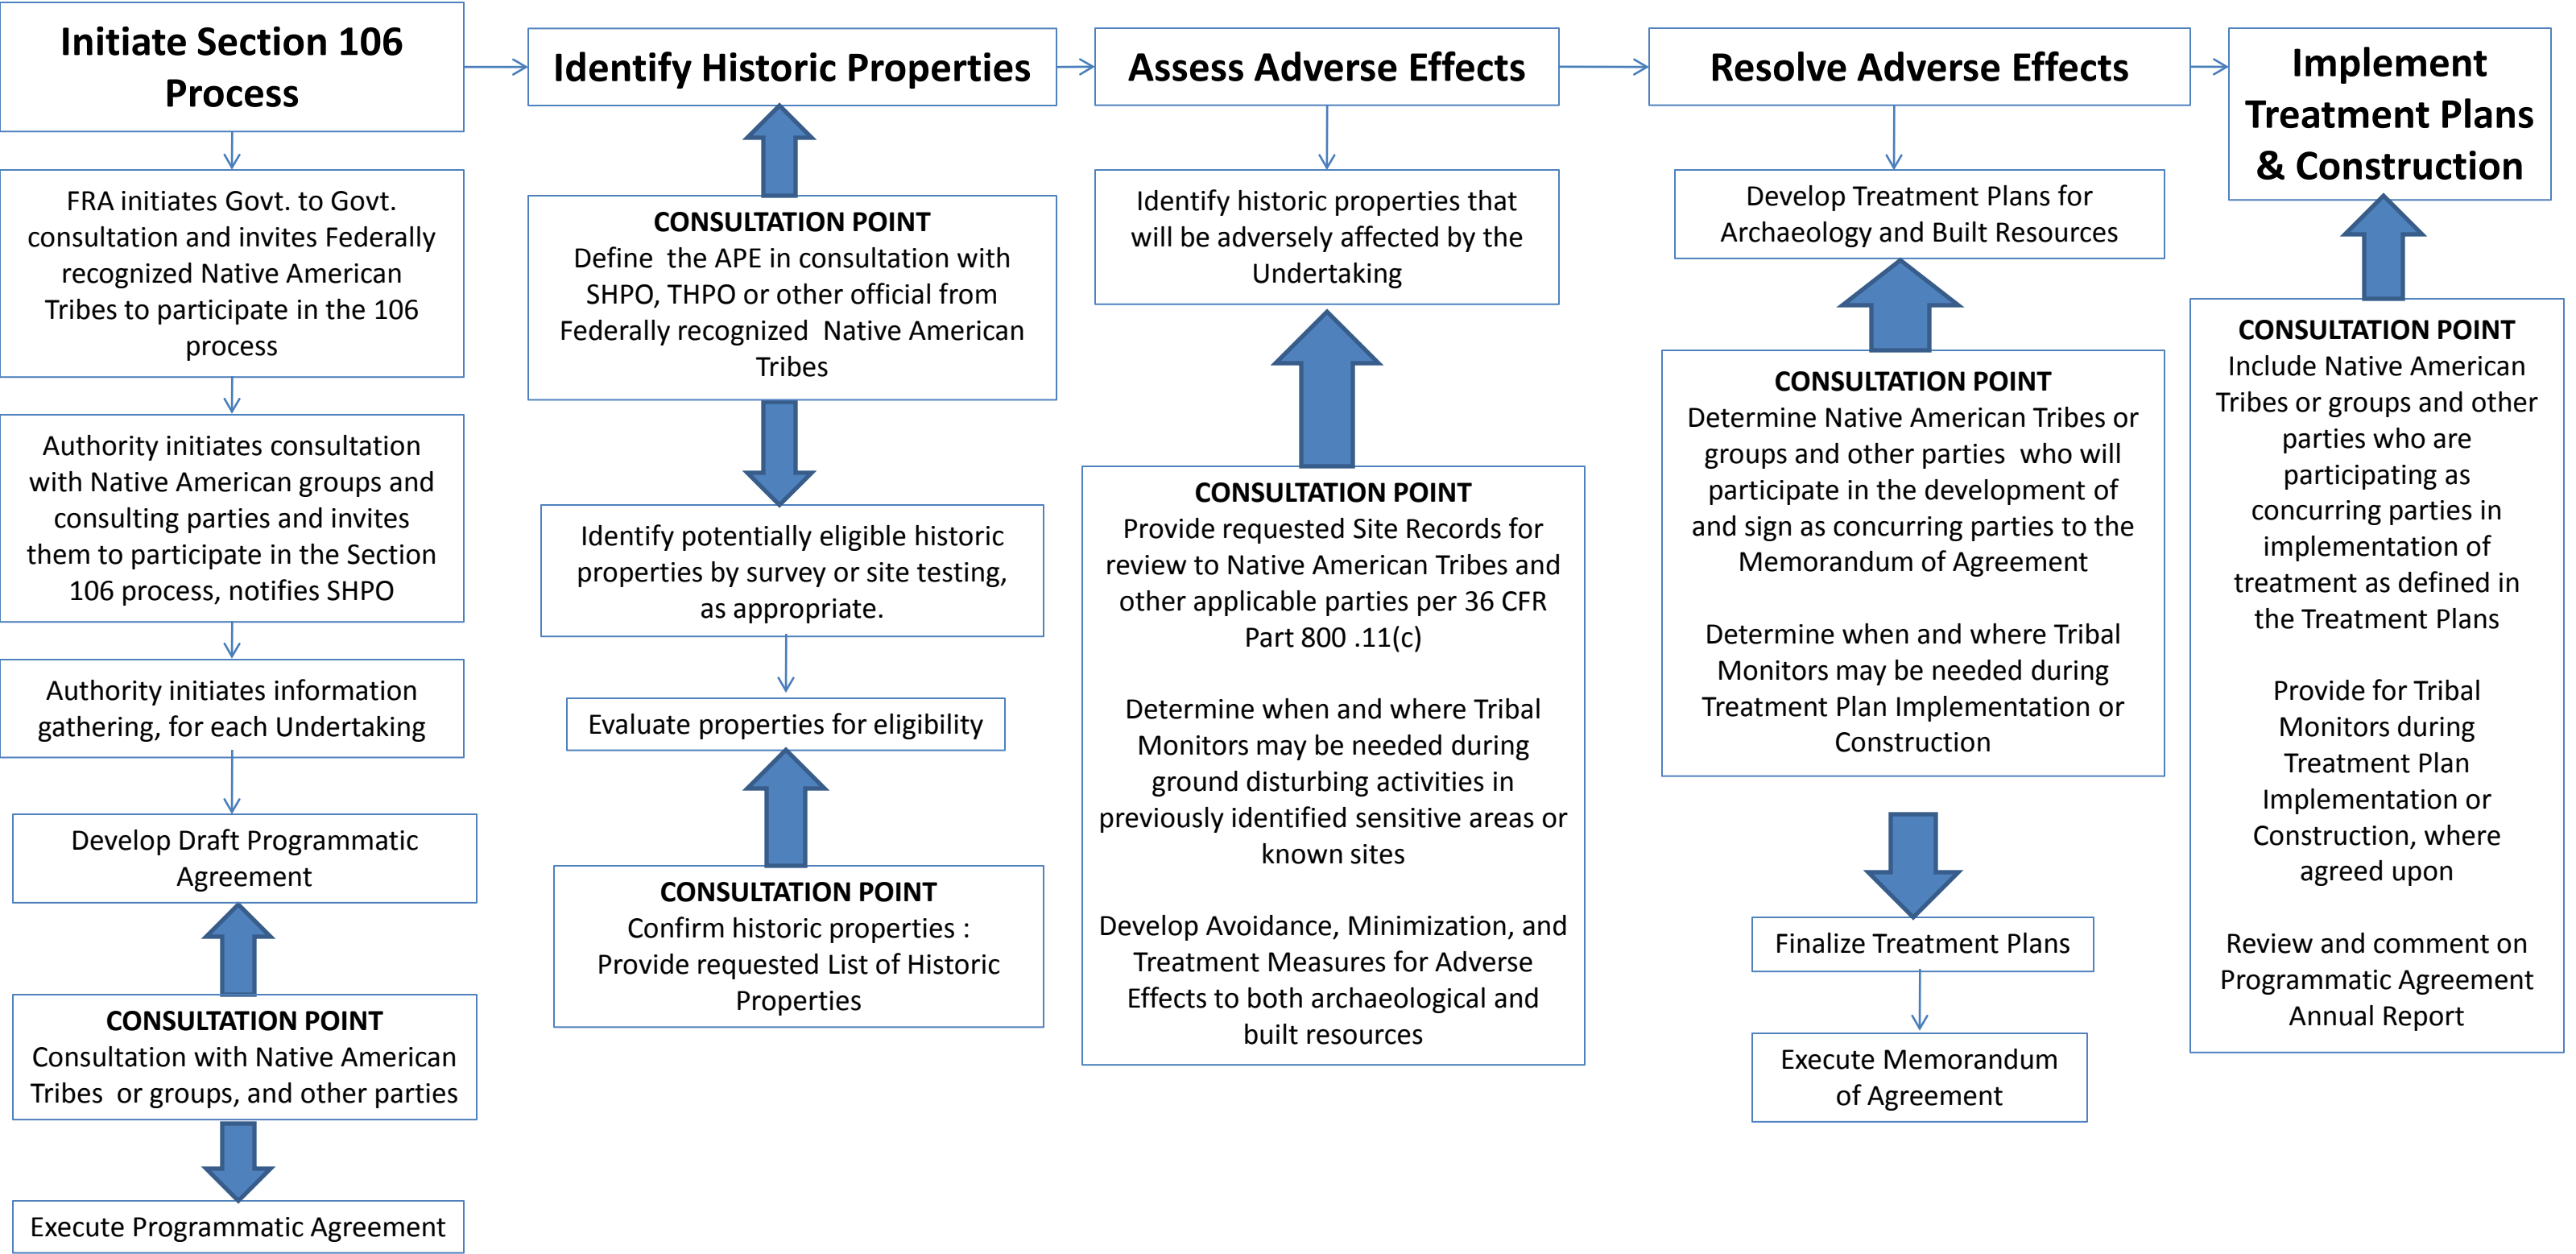 Initiate Section 106
Process
FRA initiates Govt. to Govt.
consultation and invites Federally
recognized Native American
Tribes to participate in the 106
process
Authority initiates consultation
with Native American groups and
consulting parties and invites
them to participate in the Section
106 process, notifies SHPO
Authority initiates information
gathering, for each Undertaking
Develop Draft Programmatic
Agreement
CONSULTATION POINT
Consultation with Native American
Tribes or groups, and other parties
Execute Programmatic Agreement
Identify Historic Properties
CONSULTATION POINT
Define the APE in consultation with
SHPO, THPO or other official from
Federally recognized Native American
Tribes
Identify potentially eligible historic
properties by survey or site testing,
as appropriate.
Evaluate properties for eligibility
CONSULTATION POINT
Confirm historic properties :
Provide requested List of Historic
Properties
Assess Adverse Effects
Identify historic properties that
will be adversely affected by the
Undertaking
CONSULTATION POINT
Provide requested Site Records for
review to Native American Tribes and
other applicable parties per 36 CFR
Part 800 .11(c)
Determine when and where Tribal
Monitors may be needed during
ground disturbing activities in
previously identified sensitive areas or
known sites
Develop Avoidance, Minimization, and
Treatment Measures for Adverse
Effects to both archaeological and
built resources
Resolve Adverse Effects
Develop Treatment Plans for
Archaeology and Built Resources
CONSULTATION POINT
Determine Native American Tribes or
groups and other parties who will
participate in the development of
and sign as concurring parties to the
Memorandum of Agreement
Determine when and where Tribal
Monitors may be needed during
Treatment Plan Implementation or
Construction
Finalize Treatment Plans
Execute Memorandum
of Agreement
Implement
Treatment Plans
& Construction
CONSULTATION POINT
Include Native American
Tribes or groups and other
parties who are
participating as
concurring parties in
implementation of
treatment as defined in
the Treatment Plans
Provide for Tribal
Monitors during
Treatment Plan
Implementation or
Construction, where
agreed upon
Review and comment on
Programmatic Agreement
Annual Report